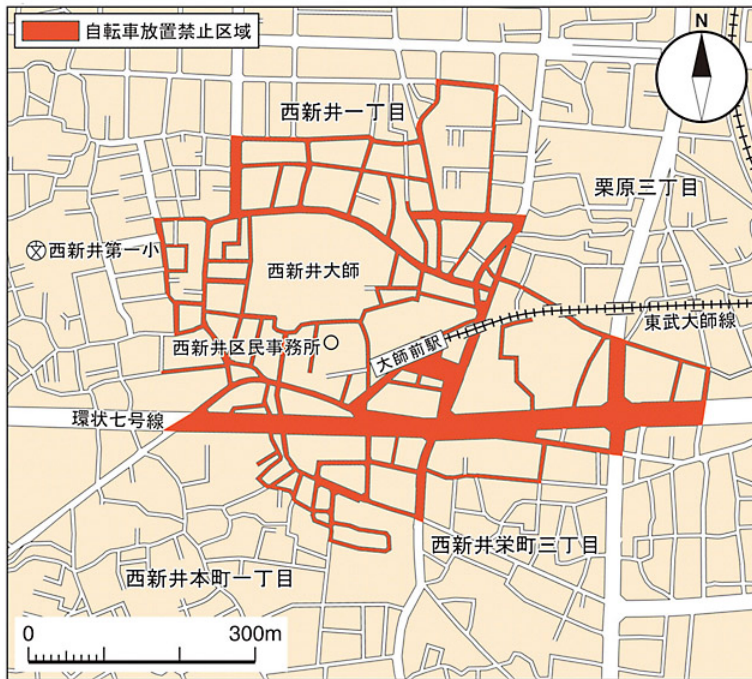 自転車放置禁止区域
N
西新井一丁目
栗原三丁目
西新井第一小
西新井大師
東武大師線
西新井区民事務所
大師前駅
環状七号線
西新井栄町三丁目
西新井本町一丁目
0 300m